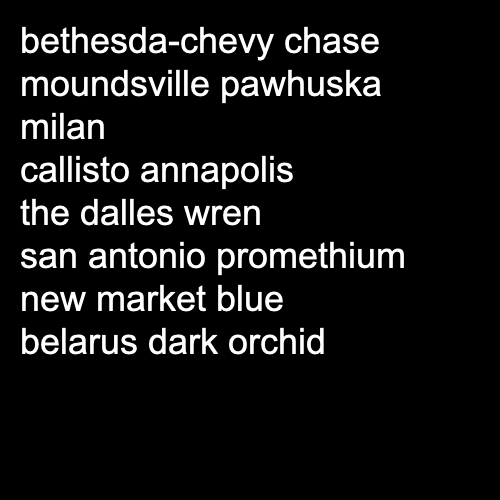 bethesda-chevy chase
moundsville pawhuska
milan
callisto annapolis
the dalles wren
san antonio promethium
new market blue
belarus dark orchid